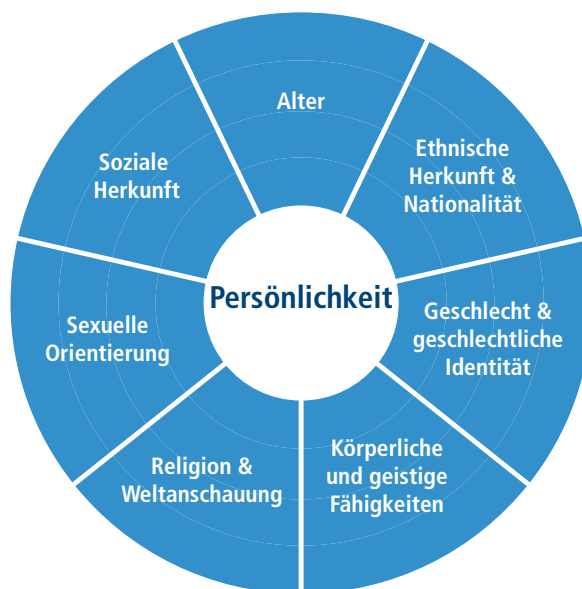 Alter
Ethnische
Herkunft &
Nationalität
Geschlecht &
geschlechtliche
Identität
Körperliche
und geistige
Fähigkeiten
Religion &
Weltanschauung
Sexuelle
Orientierung
Soziale
Herkunft
Persönlichkeit